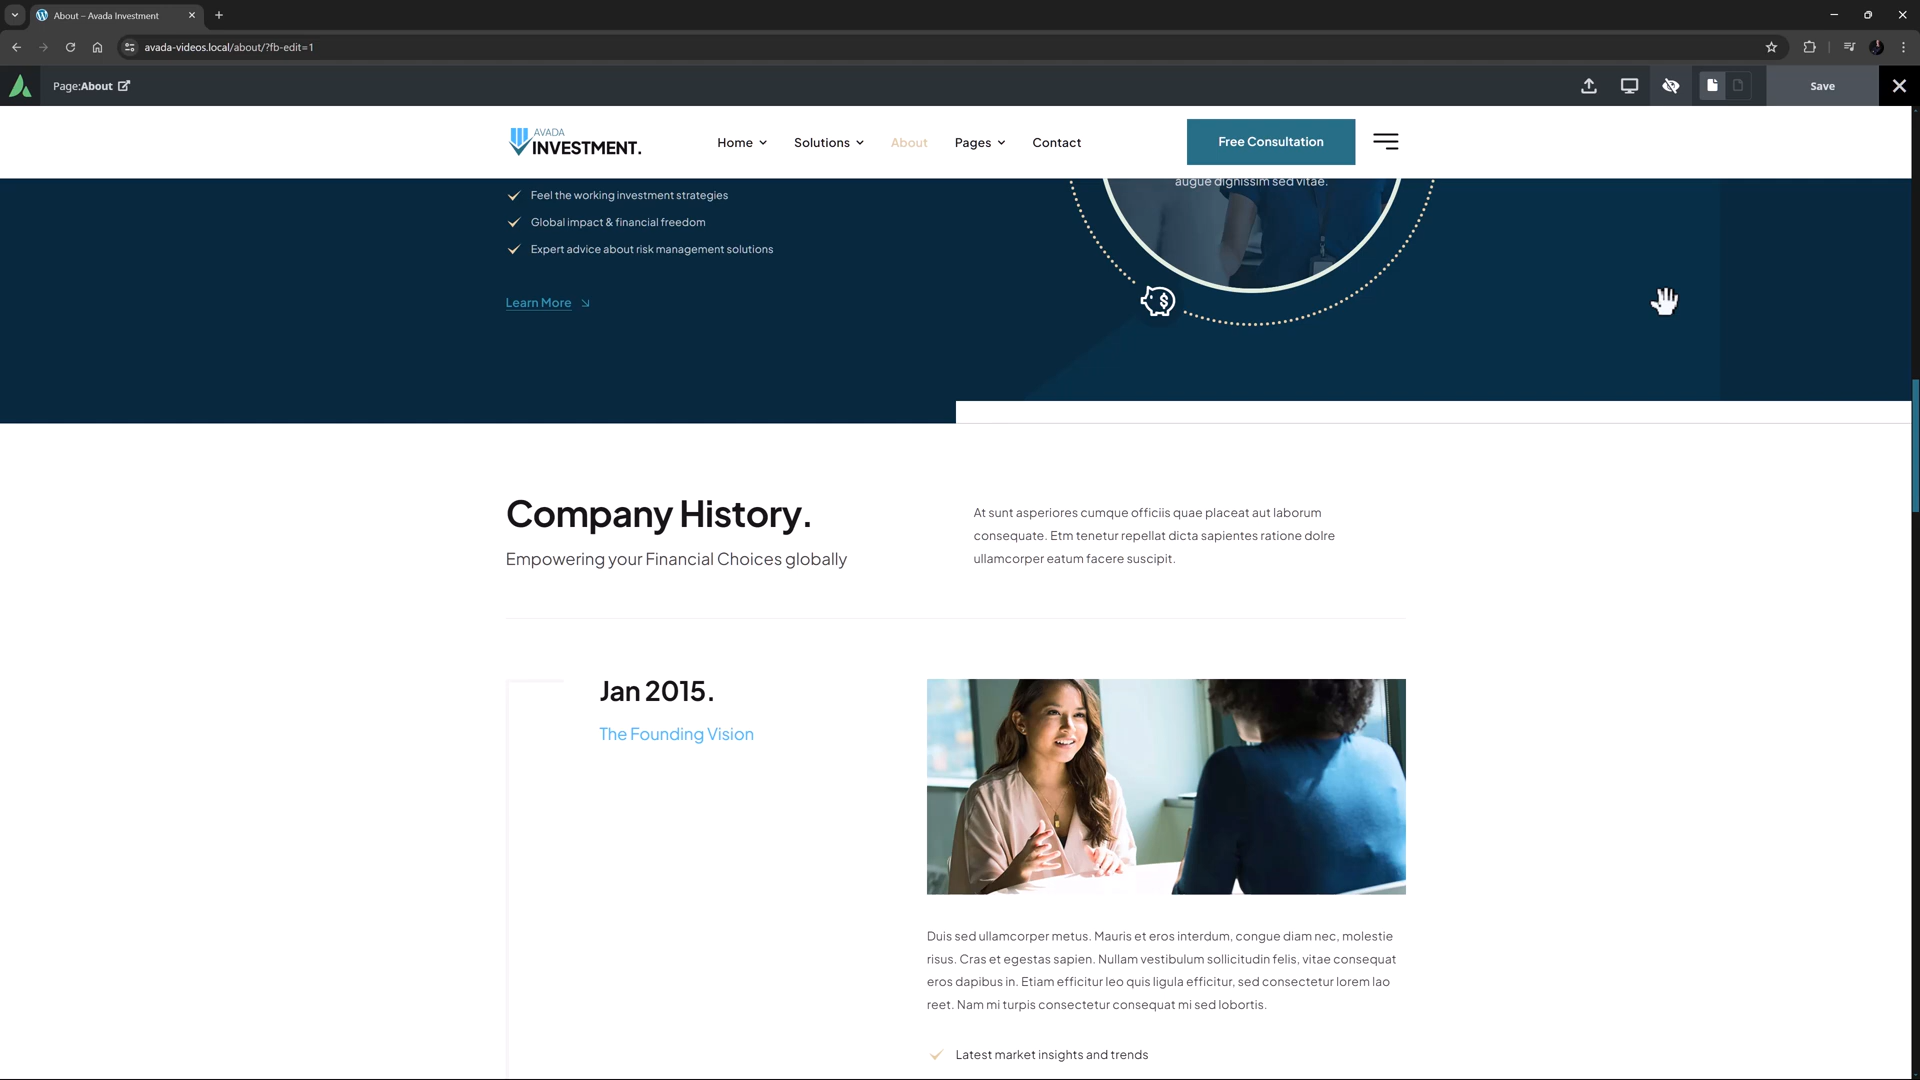 About – Avada Investment
avada-videos.local/about/?fb-edit=1
Page: About
Save
AVADA
INVESTMENT.
Home
Solutions
About
Pages
Contact
Free Consultation
Feel the working investment strategies
Global impact & financial freedom
Expert advice about risk management solutions
Learn More
augue dignissim sed vitae.
Company History.
Empowering your Financial Choices globally
At sunt asperiores cumque officiis quae placeat aut laborum
consequate. Etm tenetur repellat dicta sapientes ratione dolre
ullamcorper eatum facere suscipit.
Jan 2015.
The Founding Vision
Duis sed ullamcorper metus. Mauris et eros interdum, congue diam nec, molestie
risus. Cras et egestas sapien. Nullam vestibulum sollicitudin felis, vitae consequat
eros dapibus in. Etiam efficitur leo quis ligula efficitur, sed consectetur lorem lao
reet. Nam mi turpis consectetur consequat mi sed lobortis.
Latest market insights and trends